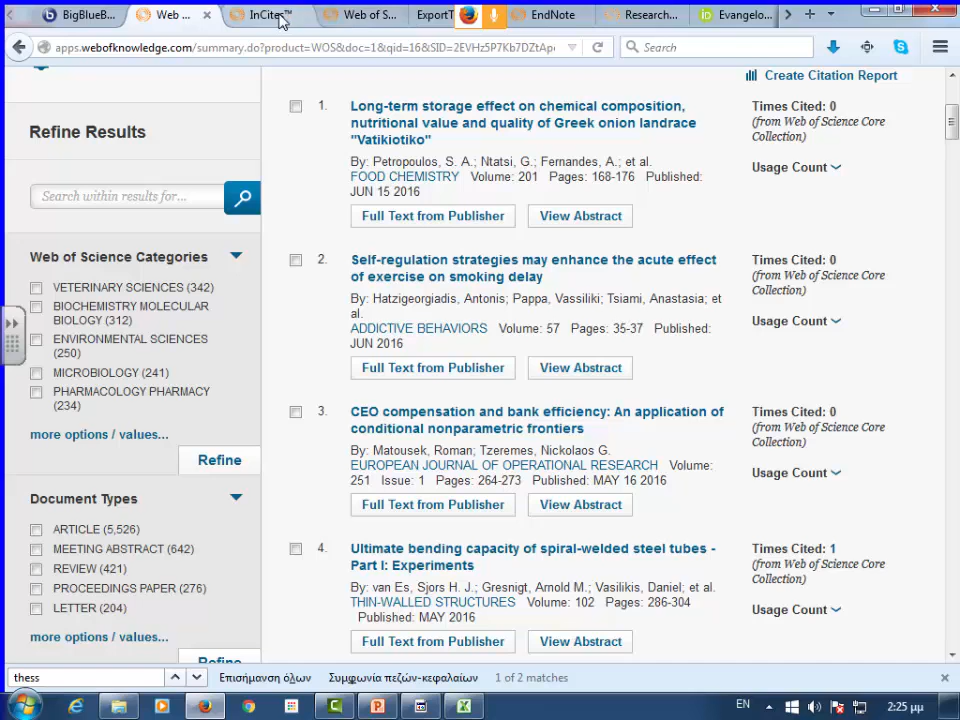 BigBlueB...
Web ...
InCites™
Web of S...
ExportT
EndNote
Research...
Evangelo...
apps.webofknowledge.com/summary.do?product=WOS&doc=1&qid=16&SID=2EVHz5P7Kb7DZtApe
Search
Create Citation Report
Refine Results
Search within results for...
Web of Science Categories
VETERINARY SCIENCES (342)
BIOCHEMISTRY MOLECULAR
BIOLOGY (312)
ENVIRONMENTAL SCIENCES
(250)
MICROBIOLOGY (241)
PHARMACOLOGY PHARMACY
(234)
more options / values...
Refine
Document Types
ARTICLE (5,526)
MEETING ABSTRACT (642)
REVIEW (421)
PROCEEDINGS PAPER (276)
LETTER (204)
more options / values...
Refine
1.
Long-term storage effect on chemical composition,
nutritional value and quality of Greek onion landrace
"Vatikiotiko"
By: Petropoulos, S. A.; Ntatsi, G.; Fernandes, A.; et al.
FOOD CHEMISTRY Volume: 201 Pages: 168-176 Published:
JUN 15 2016
Full Text from Publisher
View Abstract
Times Cited: 0
(from Web of Science Core
Collection)
Usage Count
2.
Self-regulation strategies may enhance the acute effect
of exercise on smoking delay
By: Hatzigeorgiadis, Antonis; Pappa, Vassiliki; Tsiami, Anastasia; et
al.
ADDICTIVE BEHAVIORS Volume: 57 Pages: 35-37 Published:
JUN 2016
Full Text from Publisher
View Abstract
Times Cited: 0
(from Web of Science Core
Collection)
Usage Count
3.
CEO compensation and bank efficiency: An application of
conditional nonparametric frontiers
By: Matousek, Roman; Tzeremes, Nickolaos G.
EUROPEAN JOURNAL OF OPERATIONAL RESEARCH Volume:
251 Issue: 1 Pages: 264-273 Published: MAY 16 2016
Full Text from Publisher
View Abstract
Times Cited: 0
(from Web of Science Core
Collection)
Usage Count
4.
Ultimate bending capacity of spiral-welded steel tubes -
Part I: Experiments
By: van Es, Sjors H. J.; Gresnigt, Arnold M.; Vasilikis, Daniel; et al.
THIN-WALLED STRUCTURES Volume: 102 Pages: 286-304
Published: MAY 2016
Full Text from Publisher
View Abstract
Times Cited: 1
(from Web of Science Core
Collection)
Usage Count
thess
Επισήμανση όλων
Συμφωνία πεζών-κεφαλαίων
1 of 2 matches
EN
2:25 μμ